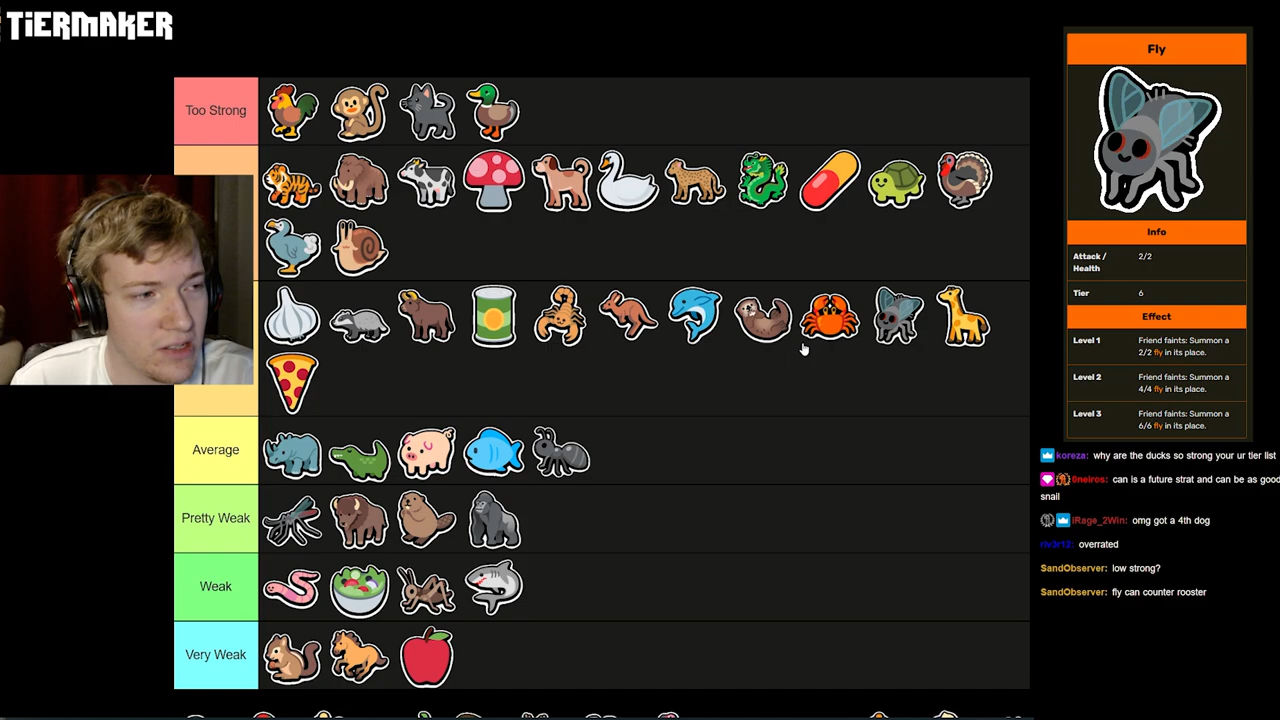 TiERMAKER
Too Strong
Average
Pretty Weak
Weak
Very Weak
Fly
Info
Attack / Health 2/2
Tier 6
Effect
Level 1 Friend faints: Summon a
2/2 fly in its place.
Level 2 Friend faints: Summon a
4/4 fly in its place.
Level 3 Friend faints: Summon a
6/6 fly in its place.
koreza: why are the ducks so strong your ur tier list
0neiros: can is a future strat and can be as good
snail
IRage_2Win: omg got a 4th dog
riv3r12: overrated
SandObserver: low strong?
SandObserver: fly can counter rooster